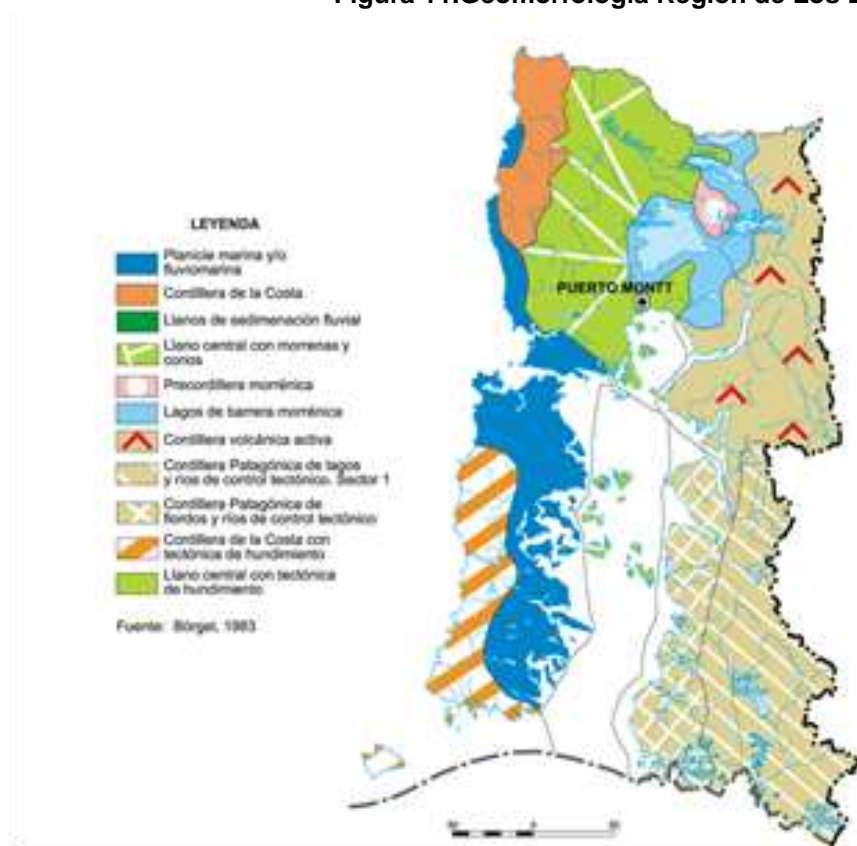 Figura 11.Geomorfología Región de Los
LEYENDA
Planicie marina y/o
fluviomarina
Cordillera de la Costa
Llanos de sedimenación fluvial
Llano central con morrenas y
conos
Precordillera morrénica
Lagos de barrera morrénica
Cordillera volcánica activa
Cordillera Patagónica de lagos
y ríos de control tectónico. Sector 1
Cordillera Patagónica de
fiordos y ríos de control tectónico
Cordillera de la Costa con
tectónica de hundimiento
Llano central con tectónica
de hundimiento
Fuente: Börgel, 1983
PUERTO MONTT
0